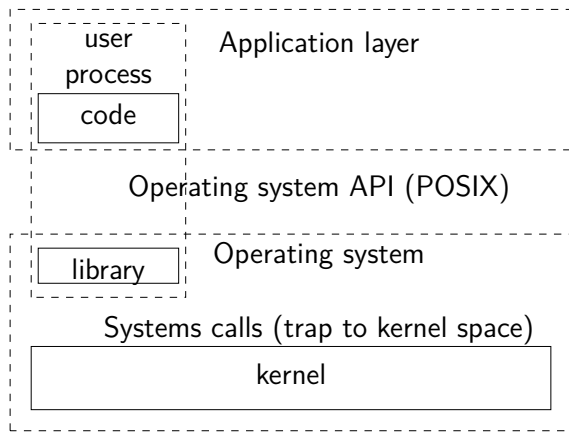 user
process
Application layer
code
Operating system API (POSIX)
Operating system
library
Systems calls (trap to kernel space)
kernel